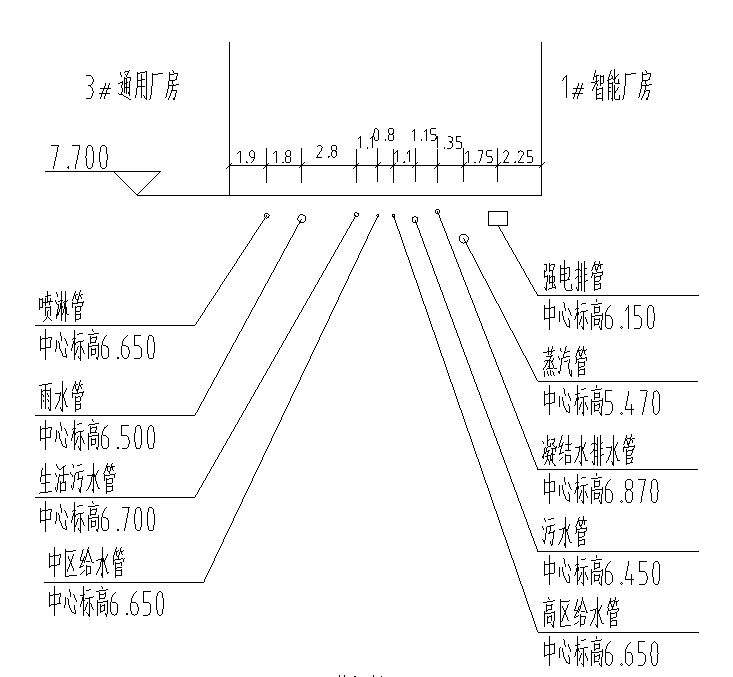 3# 通用厂房
1# 智能厂房
7.700
1.9
1.8
2.8
1.1
0.8
1.1
1.15
1.35
1.75
2.25
喷淋管
中心标高6.650
雨水管
中心标高6.500
生活污水管
中心标高6.700
中区给水管
中心标高6.650
强电排管
中心标高6.150
蒸汽管
中心标高5.470
凝结水排水管
中心标高6.870
污水管
中心标高6.450
高区给水管
中心标高6.650